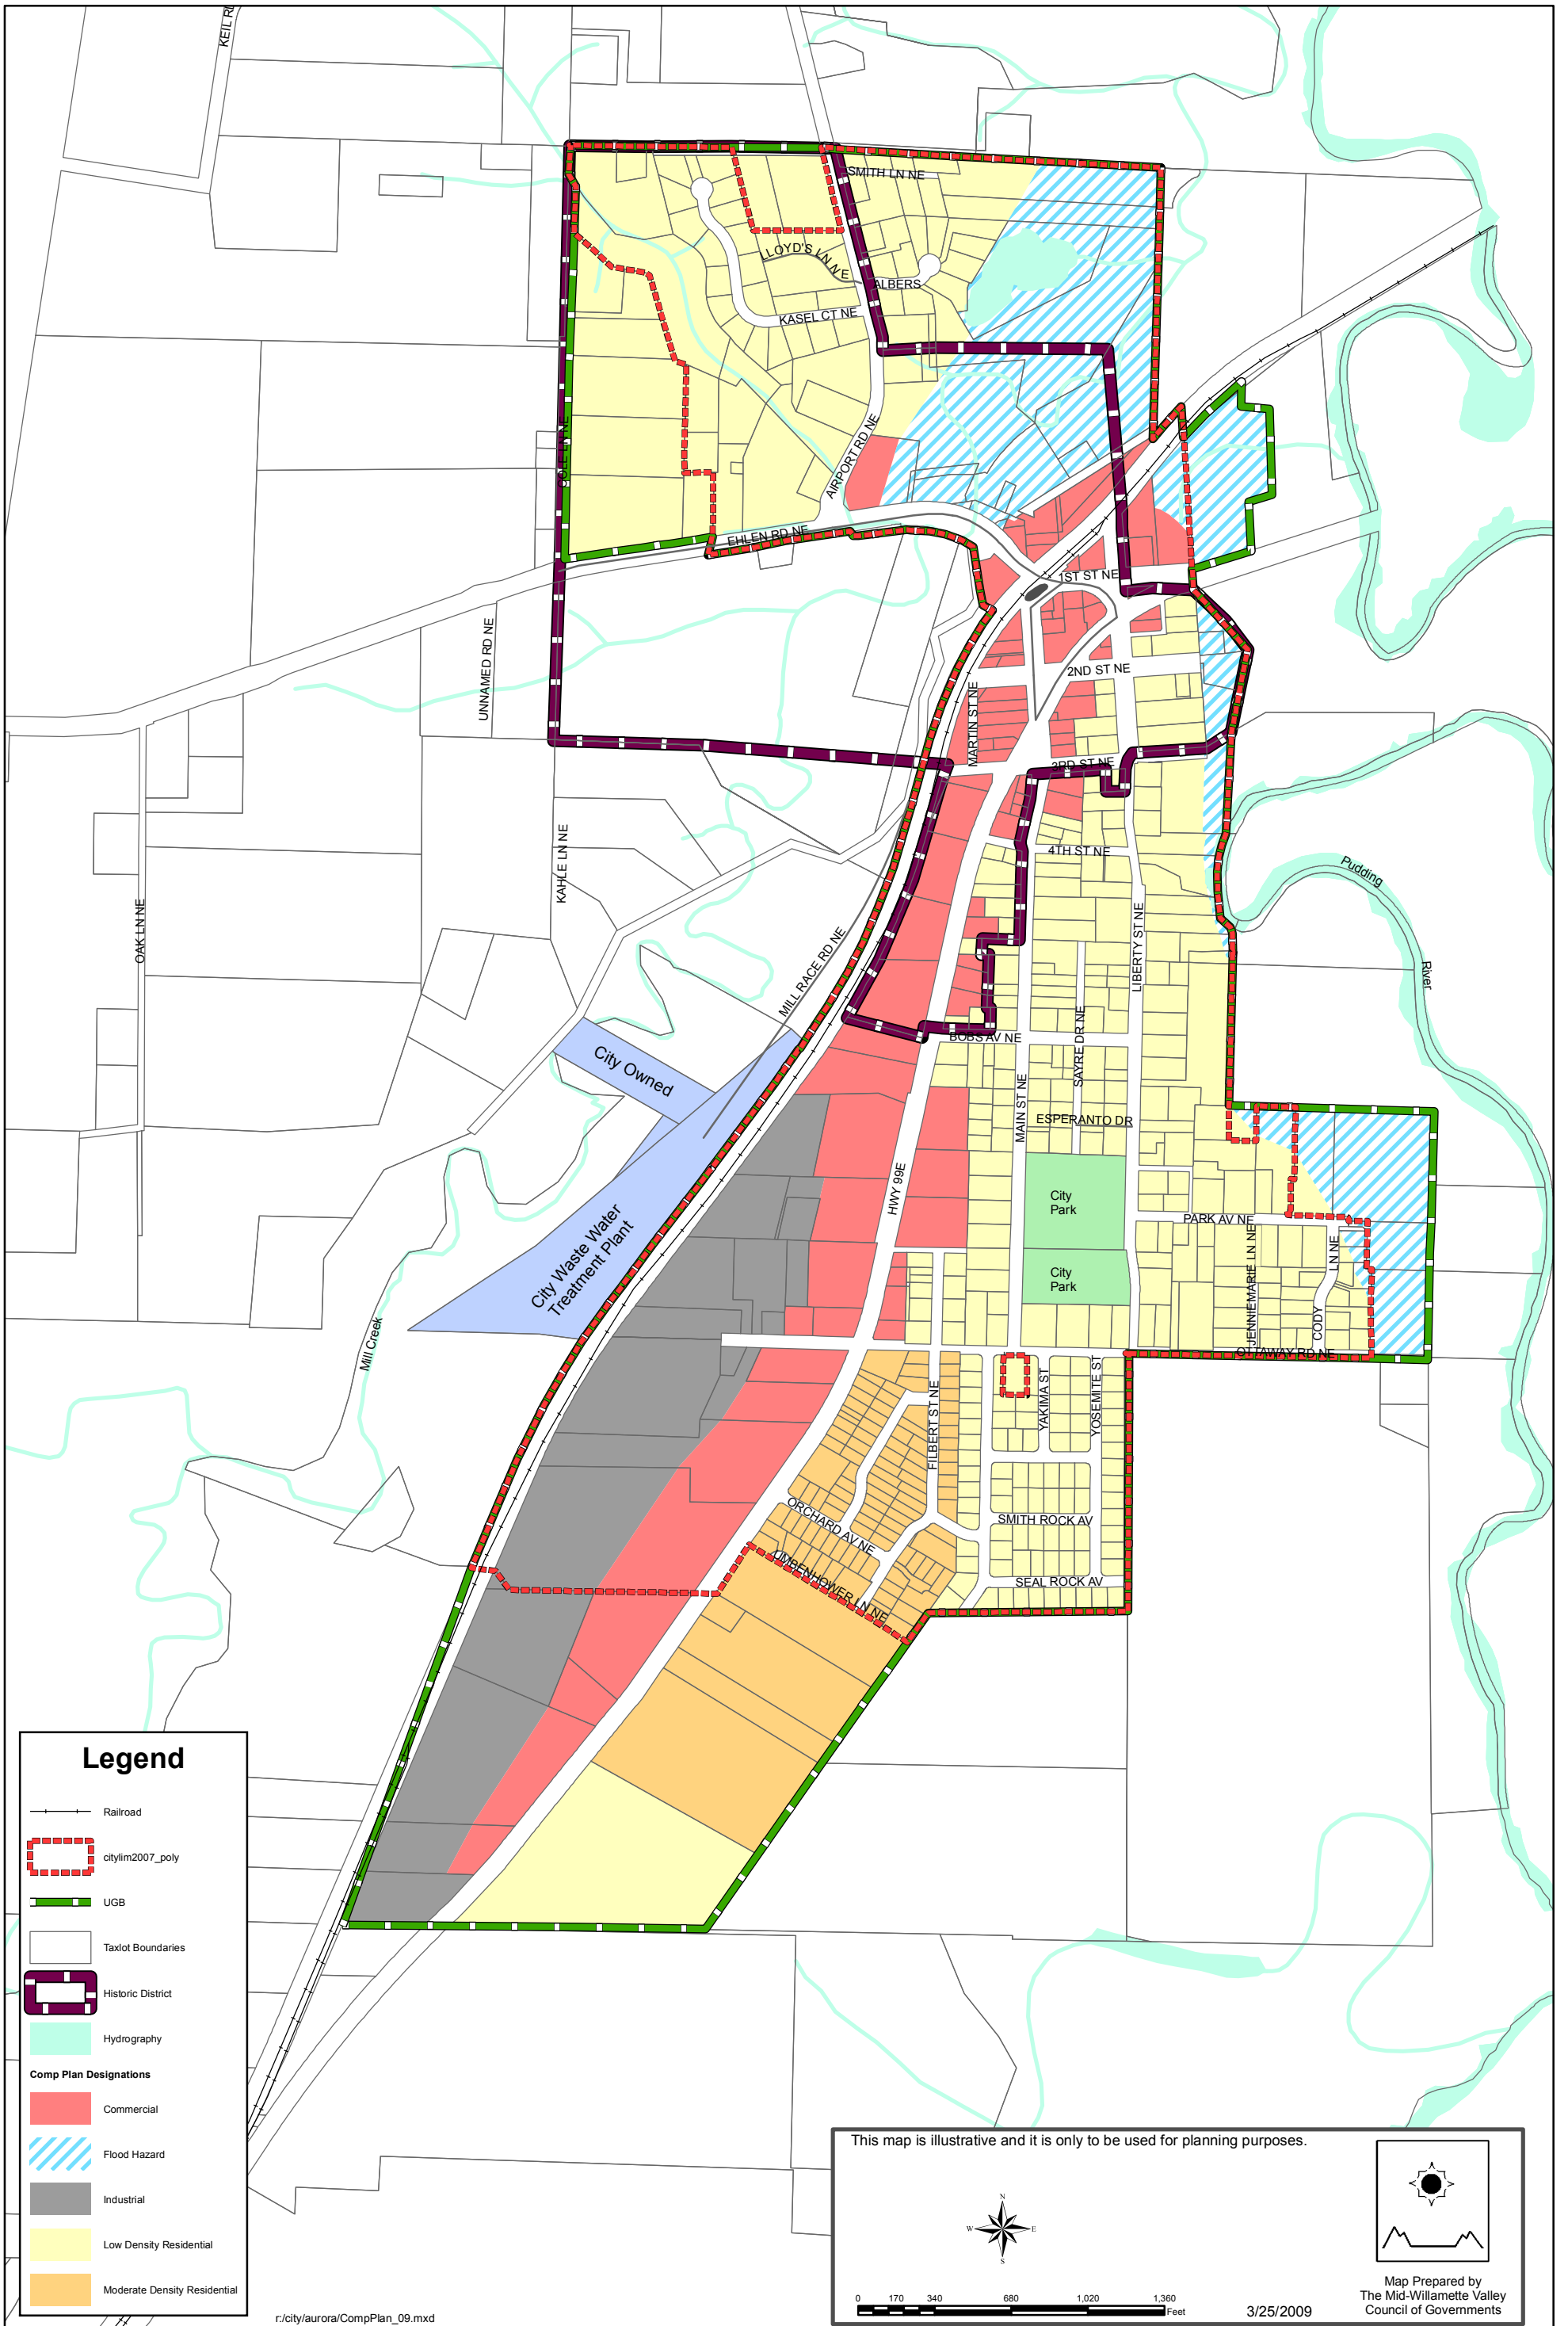 KEIL RD
SMITH LN NE
LLOYD'S LN NE
ALBERS
KASEL CT NE
AIRPORT RD NE
COLE LN NE
EHLEN RD NE
1ST ST NE
UNNAMED RD NE
2ND ST NE
MARTIN ST NE
3RD ST NE
4TH ST NE
KAHLE LN NE
OAK LN NE
Pudding
River
LIBERTY ST NE
MILL RACE RD NE
BOBS AV NE
SAYRE DR NE
MAIN ST NE
City Owned
ESPERANTO DR
HWY 99E
City
Park
PARK AV NE
City Waste Water
Treatment Plant
City
Park
JENNIEMARIE LN NE
CODY
LN NE
Mill Creek
OTTAWAY RD NE
FILBERT ST NE
YAKIMA ST
YOSEMITE ST
ORCHARD AV NE
SMITH ROCK AV
UMBENHOWER LN NE
SEAL ROCK AV
Legend
Railroad
citylim2007_poly
UGB
Taxlot Boundaries
Historic District
Hydrography
Comp Plan Designations
Commercial
Flood Hazard
Industrial
Low Density Residential
Moderate Density Residential
r:/city/aurora/CompPlan_09.mxd
This map is illustrative and it is only to be used for planning purposes.
N
W
E
S
0 170 340 680 1,020 1,360
Feet
3/25/2009
Map Prepared by
The Mid-Willamette Valley
Council of Governments